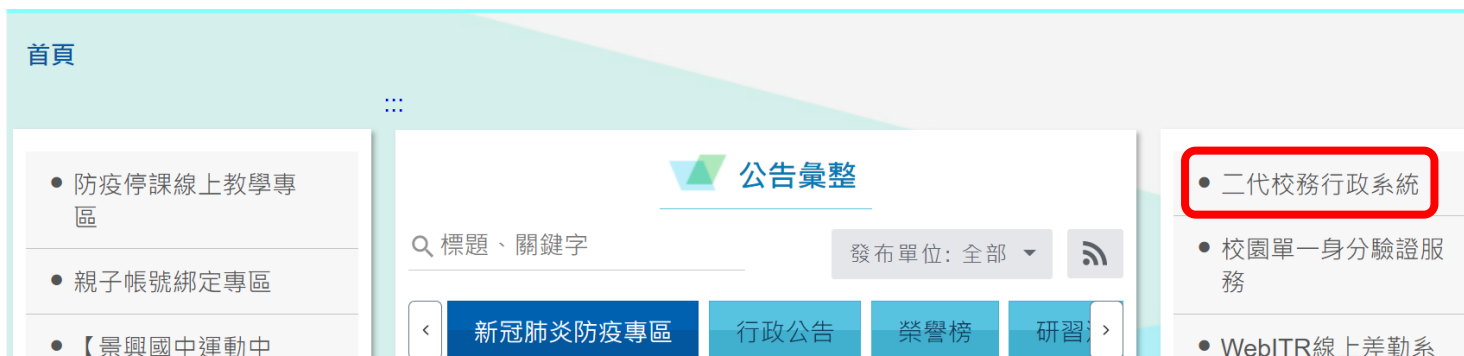 首頁
:::
防疫停課線上教學專
區
親子帳號綁定專區
【景興國中運動中
公告彙整
標題、關鍵字
發布單位: 全部
新冠肺炎防疫專區
行政公告
榮譽榜
研習
二代校務行政系統
校園單一身分驗證服
務
WebITR線上差勤系